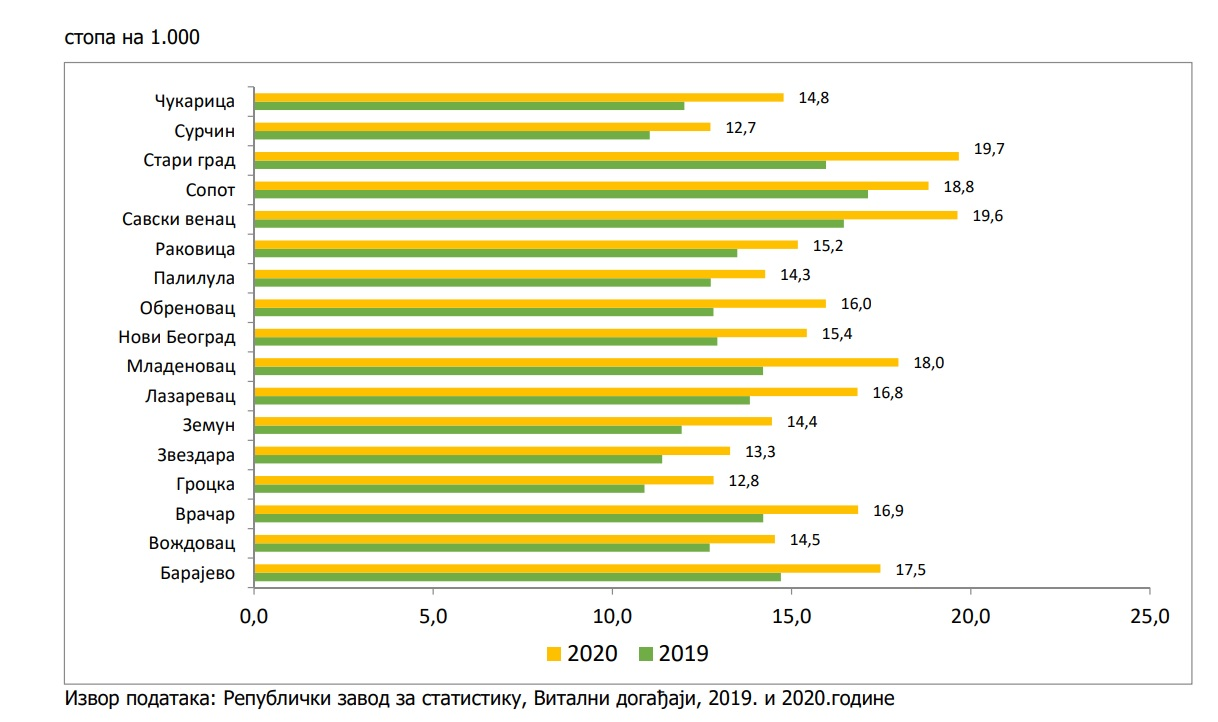 стопа на 1.000
Чукарица 14,8
Сурчин 12,7
Стари град 19,7
Сопот 18,8
Савски венац 19,6
Раковица 15,2
Палилула 14,3
Обреновац 16,0
Нови Београд 15,4
Младеновац 18,0
Лазаревац 16,8
Земун 14,4
Звездара 13,3
Гроцка 12,8
Врачар 16,9
Вождовац 14,5
Барајево 17,5
0,0 5,0 10,0 15,0 20,0 25,0
2020 2019
Извор података: Републички завод за статистику, Витални догађаји, 2019. и 2020.године